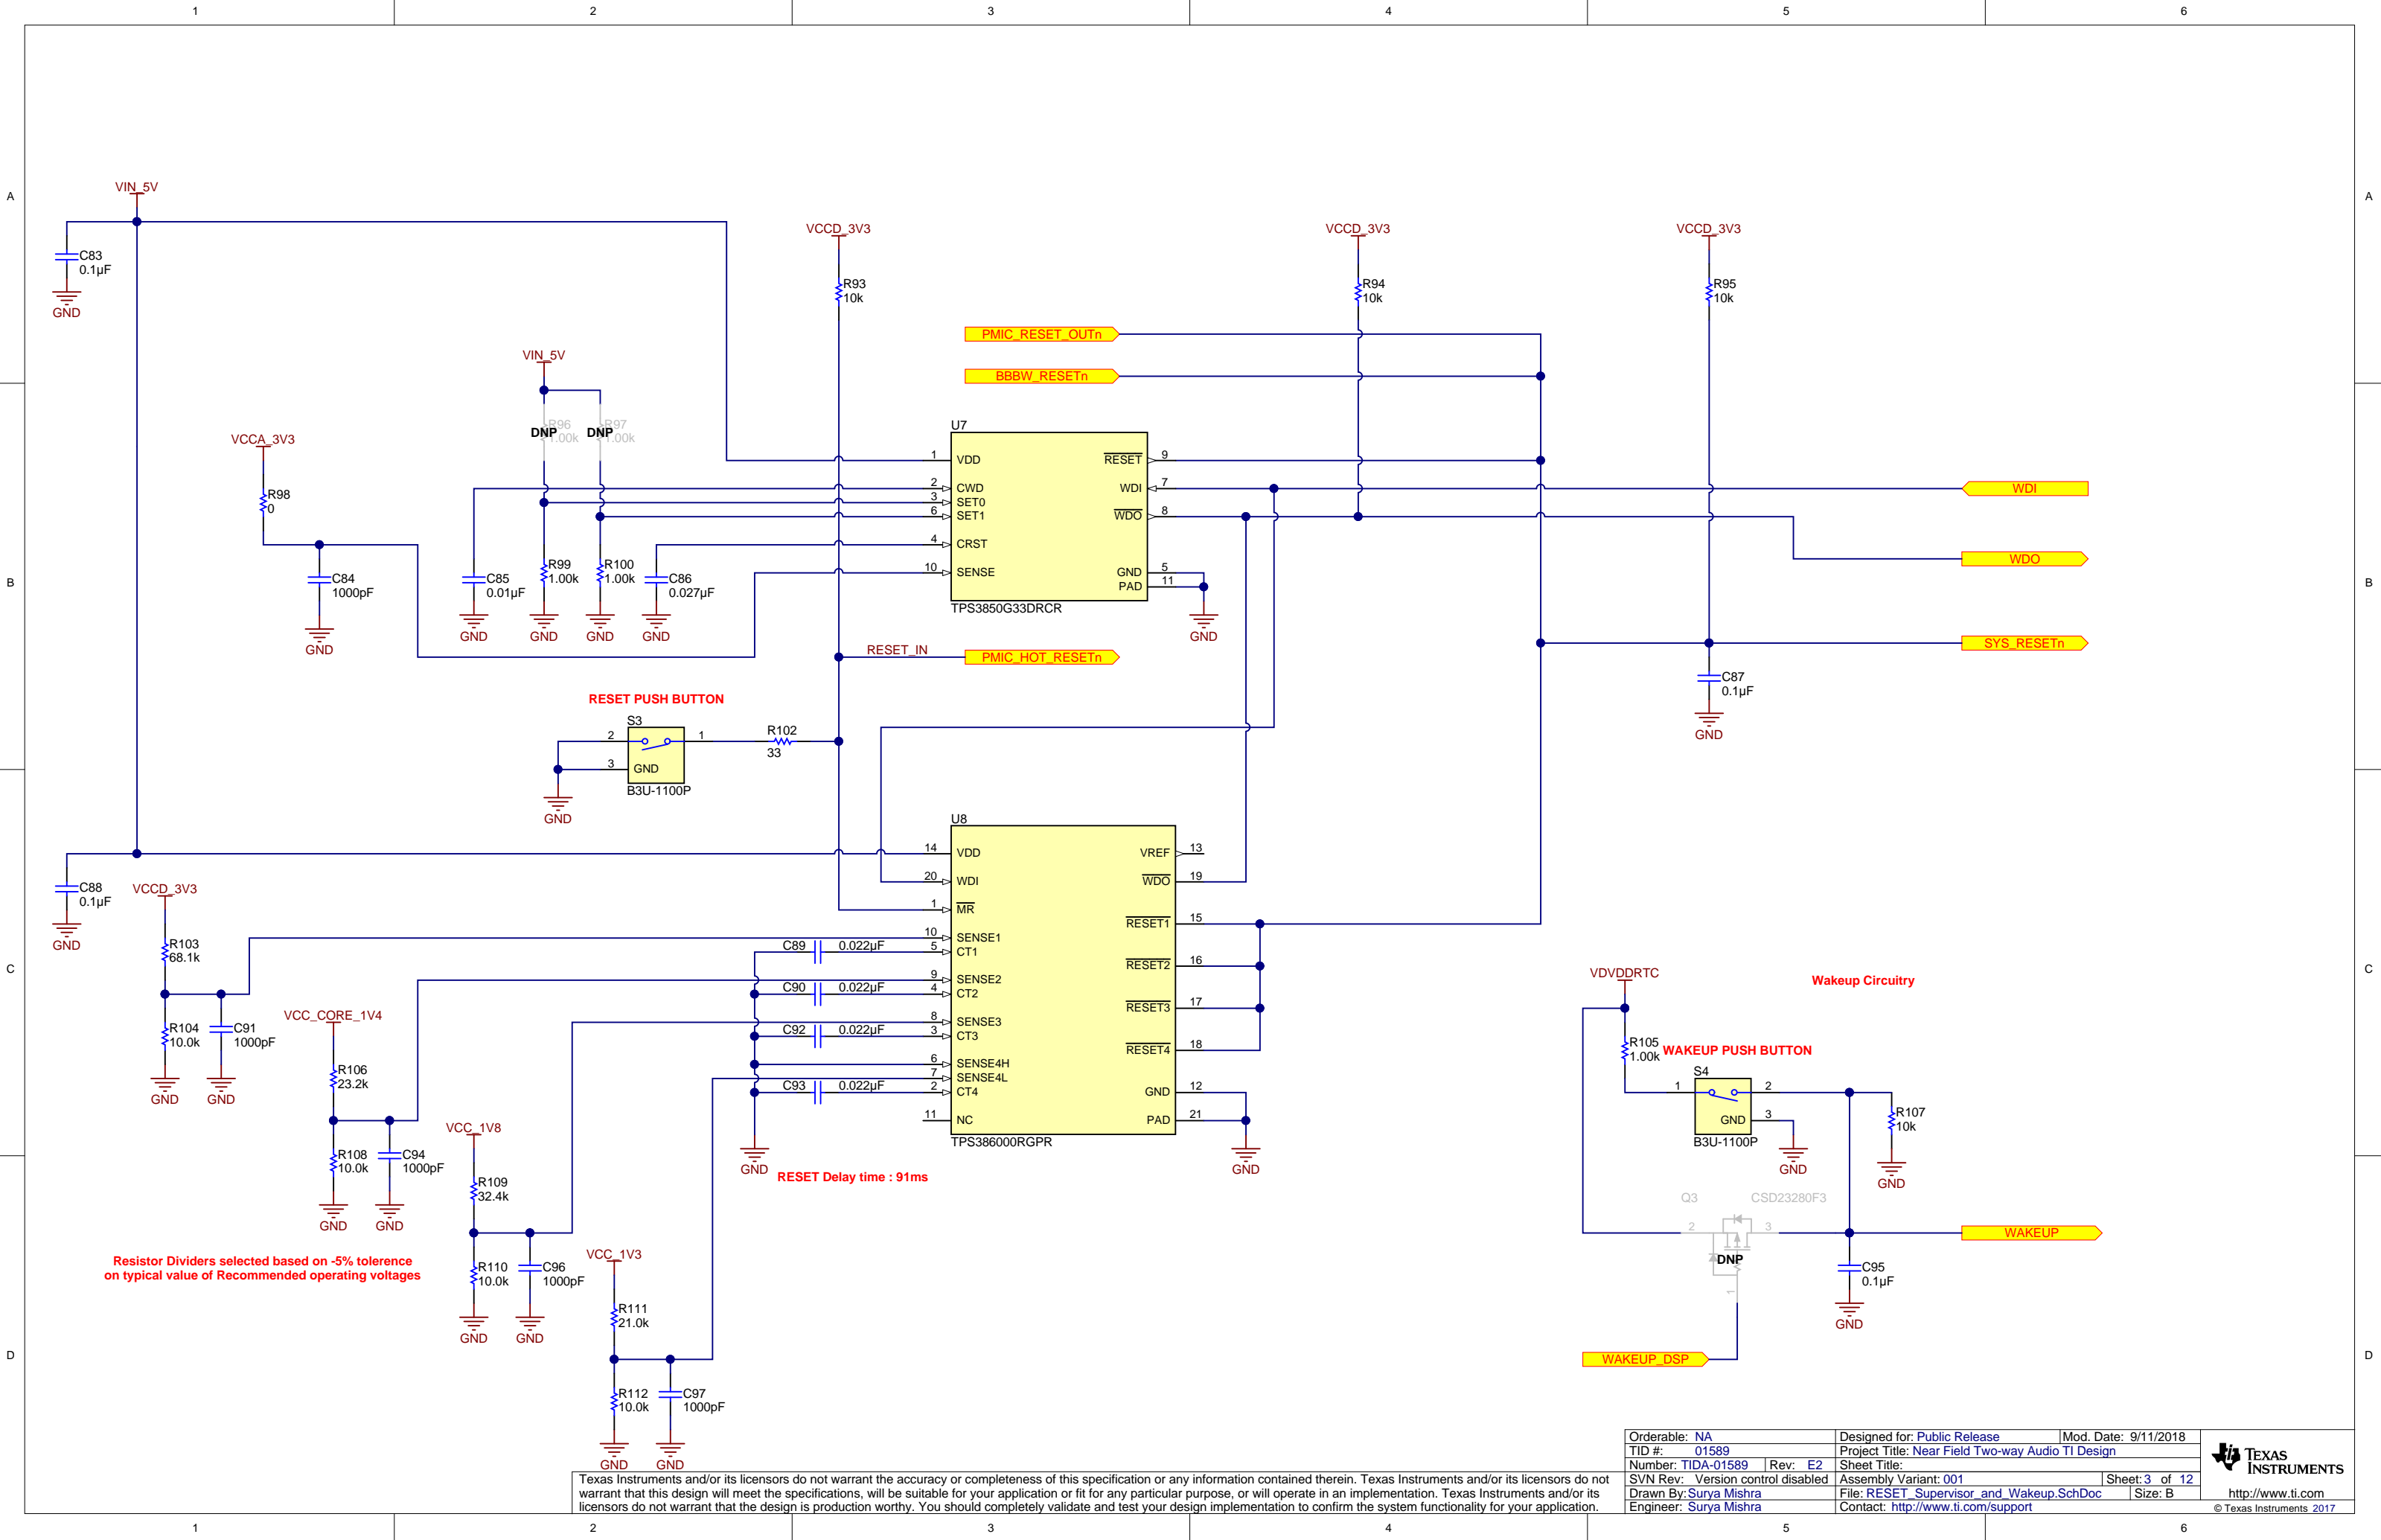 1 2 3 4 5 6
A A
VIN_5V
C83
0.1µF
GND
VCCD_3V3
R93
10k
VCCD_3V3
R94
10k
VCCD_3V3
R95
10k
PMIC_RESET_OUTn
BBBW_RESETn
VIN_5V
R96
1.00k
DNP
R97
1.00k
DNP
VCCA_3V3
R98
0
C84
1000pF
GND
C85
0.01µF
GND
R99
1.00k
GND
R100
1.00k
GND
C86
0.027µF
GND
U7
1 VDD
2 CWD
3 SET0
6 SET1
4 CRST
10 SENSE
RESET 9
WDI 7
WDO 8
GND 5
PAD 11
TPS3850G33DRCR
GND
WDI
WDO
B B
RESET_IN
PMIC_HOT_RESETn
SYS_RESETn
C87
0.1µF
GND
RESET PUSH BUTTON
S3
2 1
3 GND
B3U-1100P
GND
R102
33
U8
14 VDD
20 WDI
1 MR
10 SENSE1
5 CT1
9 SENSE2
4 CT2
8 SENSE3
3 CT3
6 SENSE4H
7 SENSE4L
2 CT4
11 NC
VREF 13
WDO 19
RESET1 15
RESET2 16
RESET3 17
RESET4 18
GND 12
PAD 21
TPS386000RGPR
GND
C88
0.1µF
GND
VCCD_3V3
R103
68.1k
R104
10.0k
GND
C91
1000pF
GND
C C
C89 0.022µF
C90 0.022µF
C92 0.022µF
C93 0.022µF
GND
RESET Delay time : 91ms
VCC_CORE_1V4
R106
23.2k
R108
10.0k
GND
C94
1000pF
GND
VCC_1V8
R109
32.4k
R110
10.0k
GND
C96
1000pF
GND
VCC_1V3
R111
21.0k
R112
10.0k
GND
C97
1000pF
GND
Resistor Dividers selected based on -5% tolerence
on typical value of Recommended operating voltages
VDVDDRTC
Wakeup Circuitry
R105
1.00k
WAKEUP PUSH BUTTON
S4
1 2
GND 3
B3U-1100P
GND
R107
10k
GND
Q3 CSD23280F3
2 3
DNP
1
WAKEUP
C95
0.1µF
GND
WAKEUP_DSP
D D
Texas Instruments and/or its licensors do not warrant the accuracy or completeness of this specification or any information contained therein. Texas Instruments and/or its licensors do not
warrant that this design will meet the specifications, will be suitable for your application or fit for any particular purpose, or will operate in an implementation. Texas Instruments and/or its
licensors do not warrant that the design is production worthy. You should completely validate and test your design implementation to confirm the system functionality for your application.
Orderable: NA Designed for: Public Release Mod. Date: 9/11/2018
TID #: 01589 Project Title: Near Field Two-way Audio TI Design
Number: TIDA-01589 Rev: E2 Sheet Title:
SVN Rev: Version control disabled Assembly Variant: 001 Sheet: 3 of 12
Drawn By: Surya Mishra File: RESET_Supervisor_and_Wakeup.SchDoc Size: B
Engineer: Surya Mishra Contact: http://www.ti.com/support
TEXAS
INSTRUMENTS
http://www.ti.com
© Texas Instruments 2017
1 2 3 4 5 6